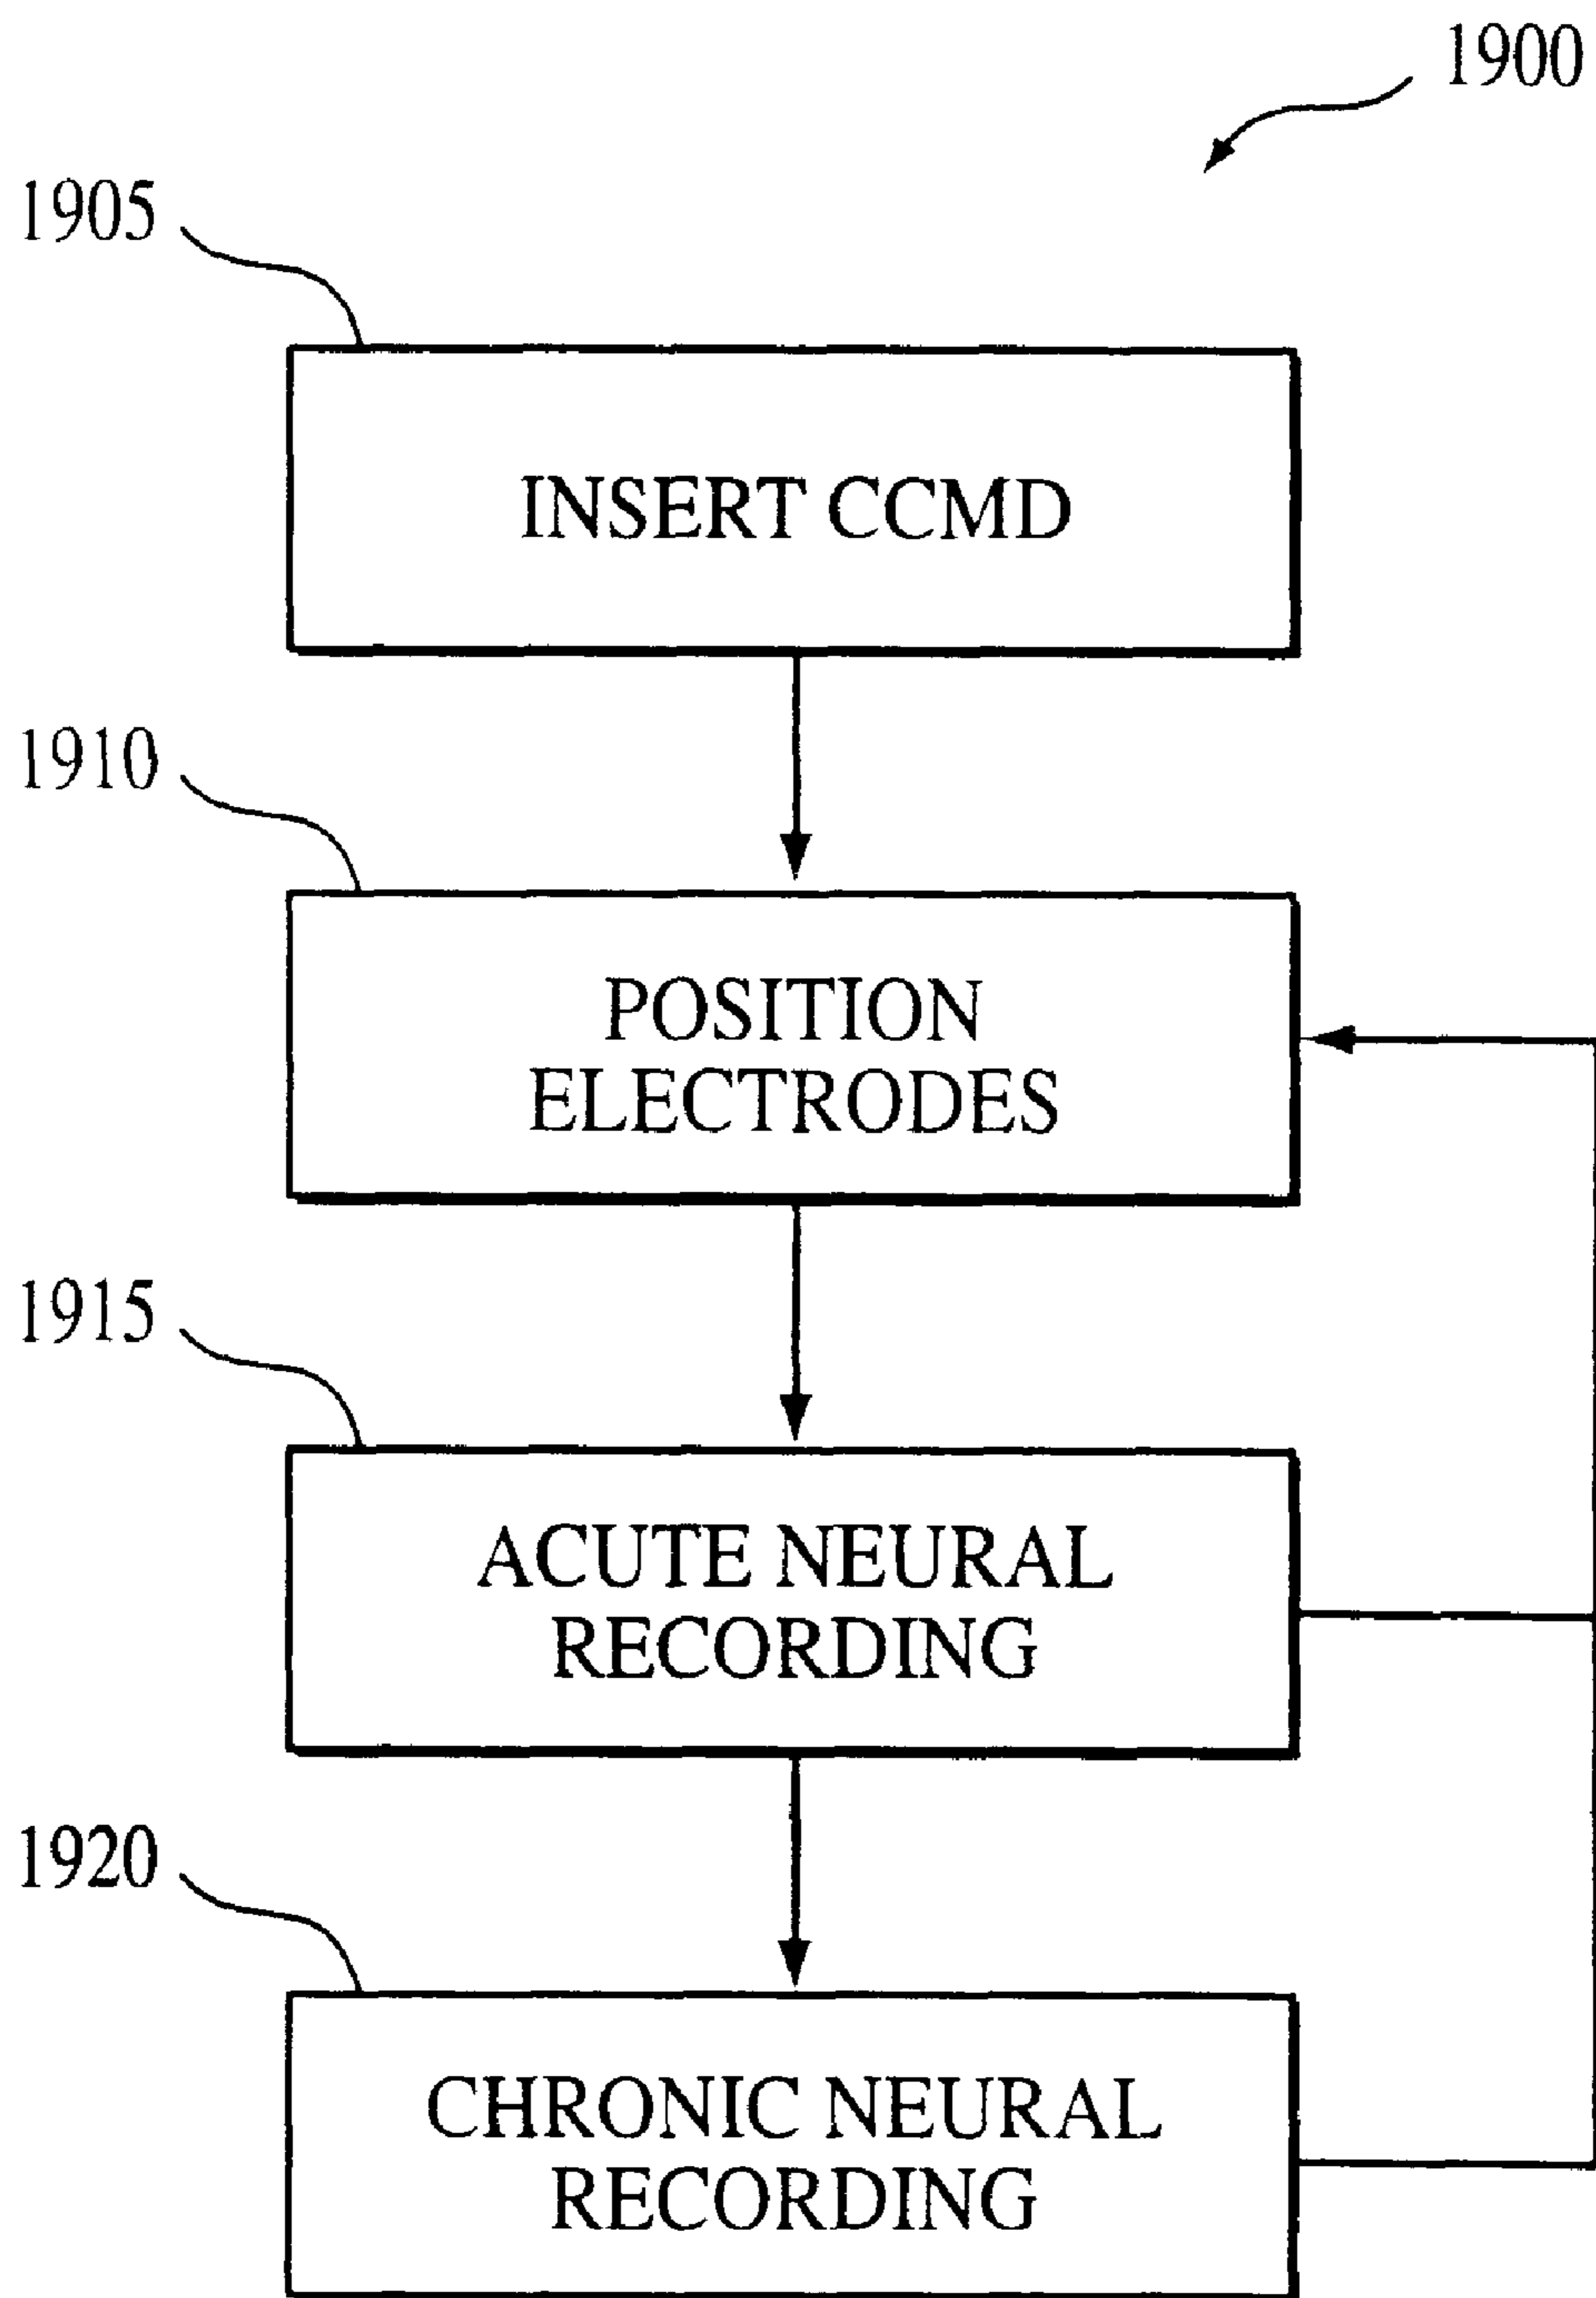 1900
1905
INSERT CCMD
1910
POSITION
ELECTRODES
1915
ACUTE NEURAL
RECORDING
1920
CHRONIC NEURAL
RECORDING